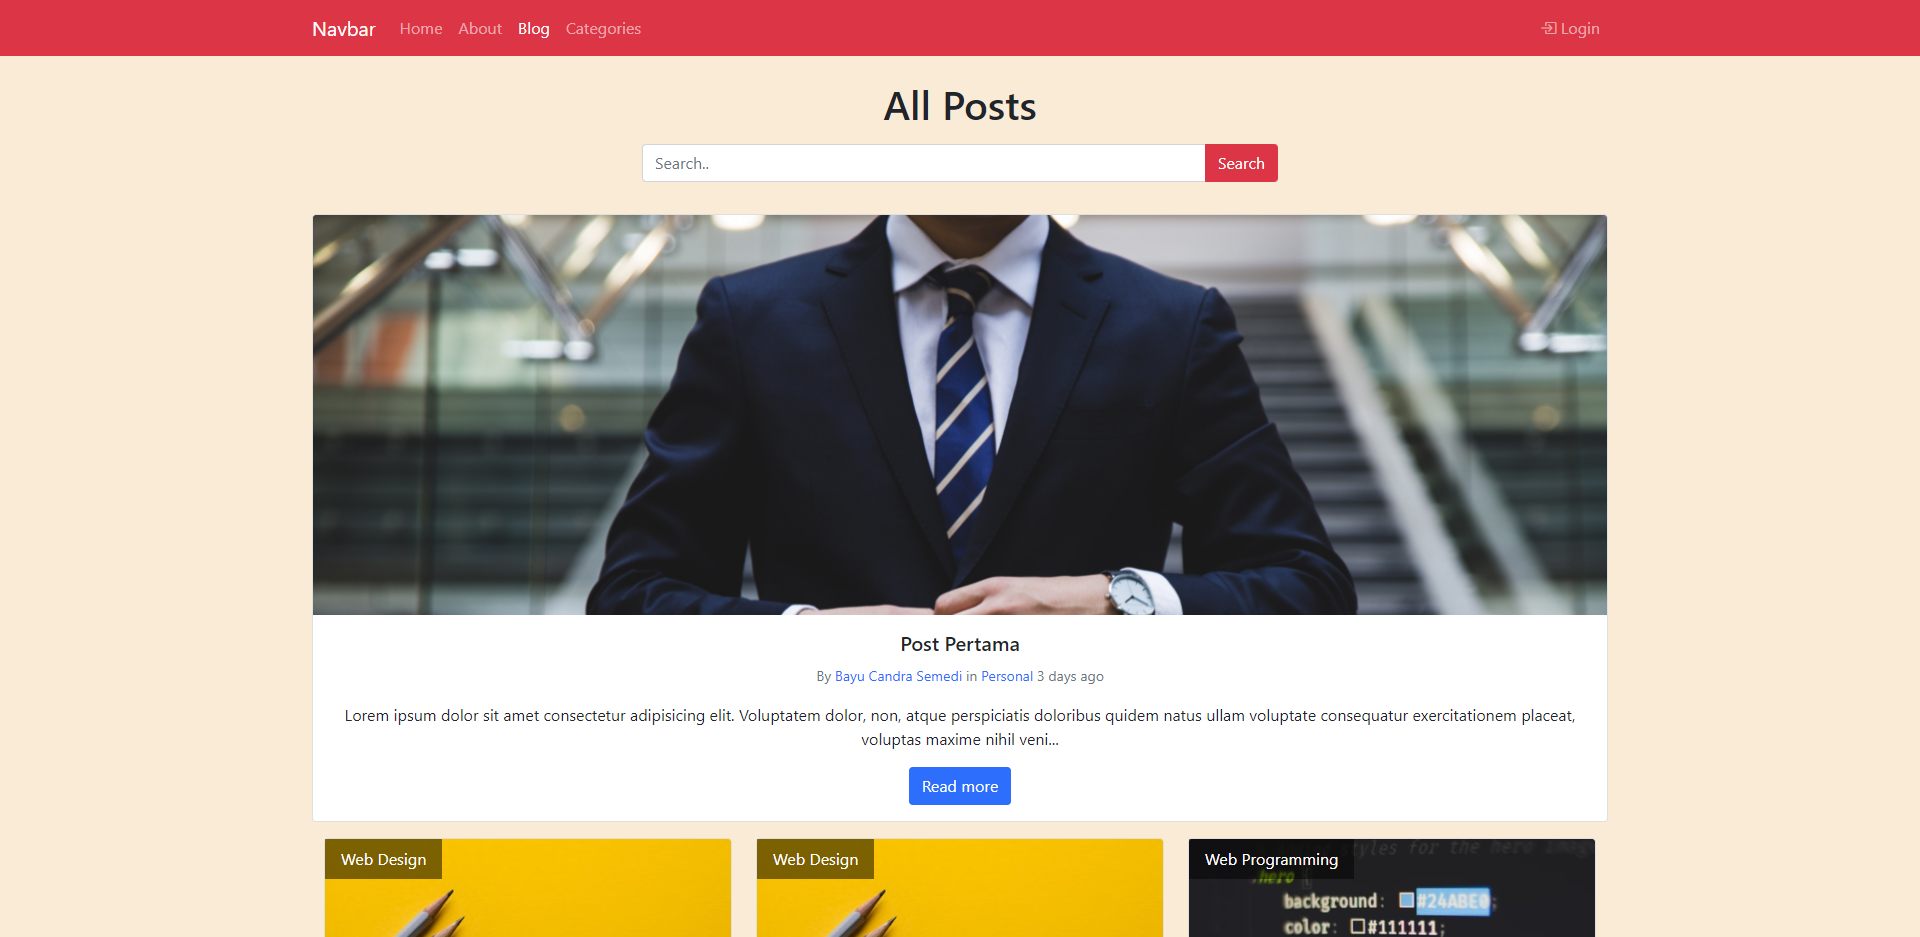 Navbar Home About Blog Categories Login
All Posts
Search.. Search
Post Pertama
By Bayu Candra Semedi in Personal 3 days ago
Lorem ipsum dolor sit amet consectetur adipisicing elit. Voluptatem dolor, non, atque perspiciatis doloribus quidem natus ullam voluptate consequatur exercitationem placeat,
voluptas maxime nihil veni...
Read more
Web Design Web Design Web Programming
styles for the hero imag
.hero {
background: #24ABE0;
color: #111111;